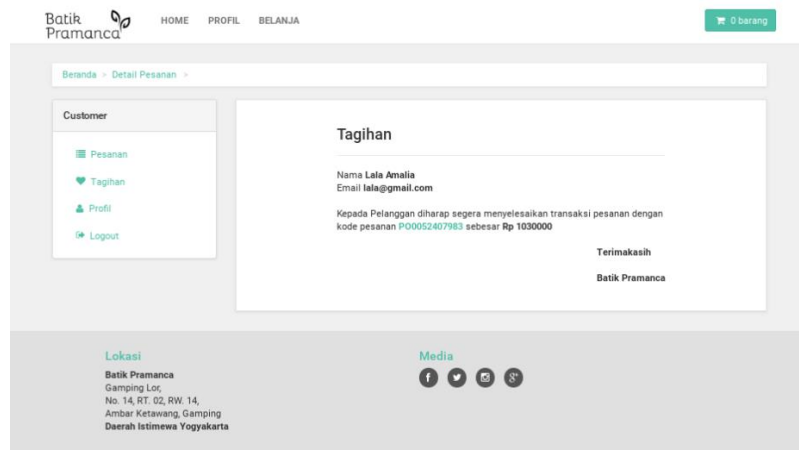 Batik Pramanca
HOME PROFIL BELANJA
0 barang
Beranda > Detail Pesanan >
Customer
Pesanan
Tagihan
Profil
Logout
Tagihan
Nama Lala Amalia
Email lala@gmail.com
Kepada Pelanggan diharap segera menyelesaikan transaksi pesanan dengan
kode pesanan PO0052407983 sebesar Rp 1030000
Terimakasih
Batik Pramanca
Lokasi
Batik Pramanca
Gamping Lor,
No. 14, RT. 02, RW. 14,
Ambar Ketawang, Gamping
Daerah Istimewa Yogyakarta
Media